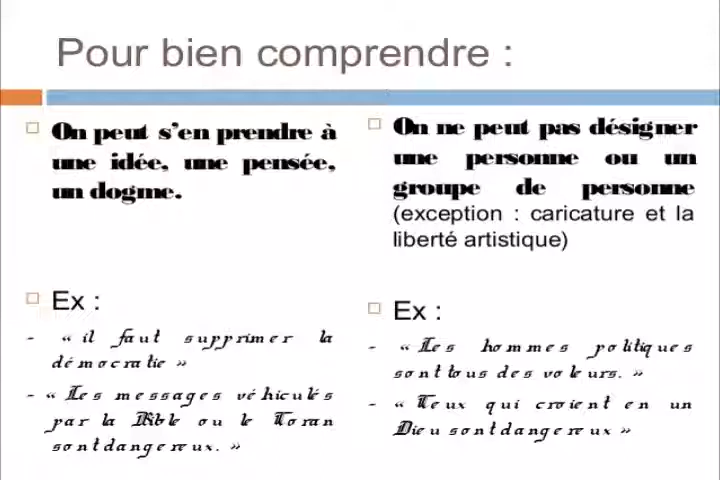 Pour bien comprendre :
On peut s'en prendre à
une idée, une pensée,
un dogme.
Ex :
- « il faut supprimer la
démocratie »
- « Les messages véhiculés
par la Bible ou le Coran
sont dangereux. »
On ne peut pas désigner
une personne ou un
groupe de personne
(exception : caricature et la
liberté artistique)
Ex :
- « Les hommes politiques
sont tous des voleurs. »
- « Ceux qui croient en un
Dieu sont dangereux »